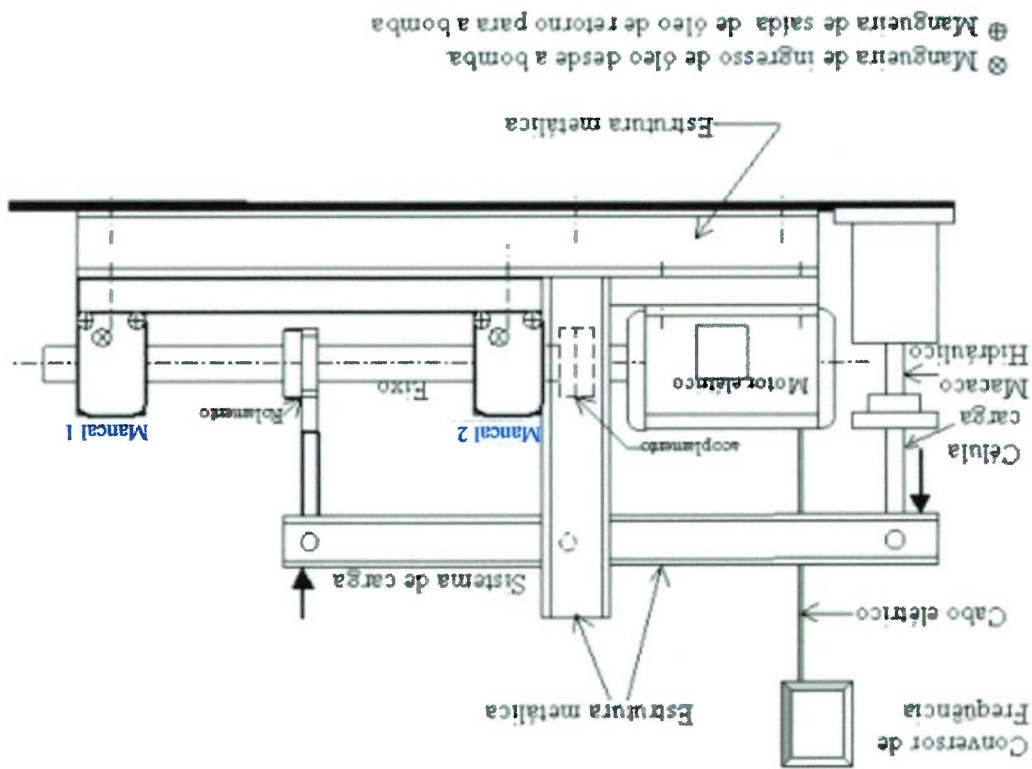 Conversor de
Freqüência
Estrutura metálica
Cabo elétrico
Sistema de carga
Célula
carga
Macaco
Hidráulico
acoplamento
Mancal 2
Mancal 1
Motor elétrico
Eixo
Rolamento
Estrutura metálica
⊗ Mangueira de ingresso de óleo desde a bomba
⊕ Mangueira de saída de óleo de retorno para a bomba